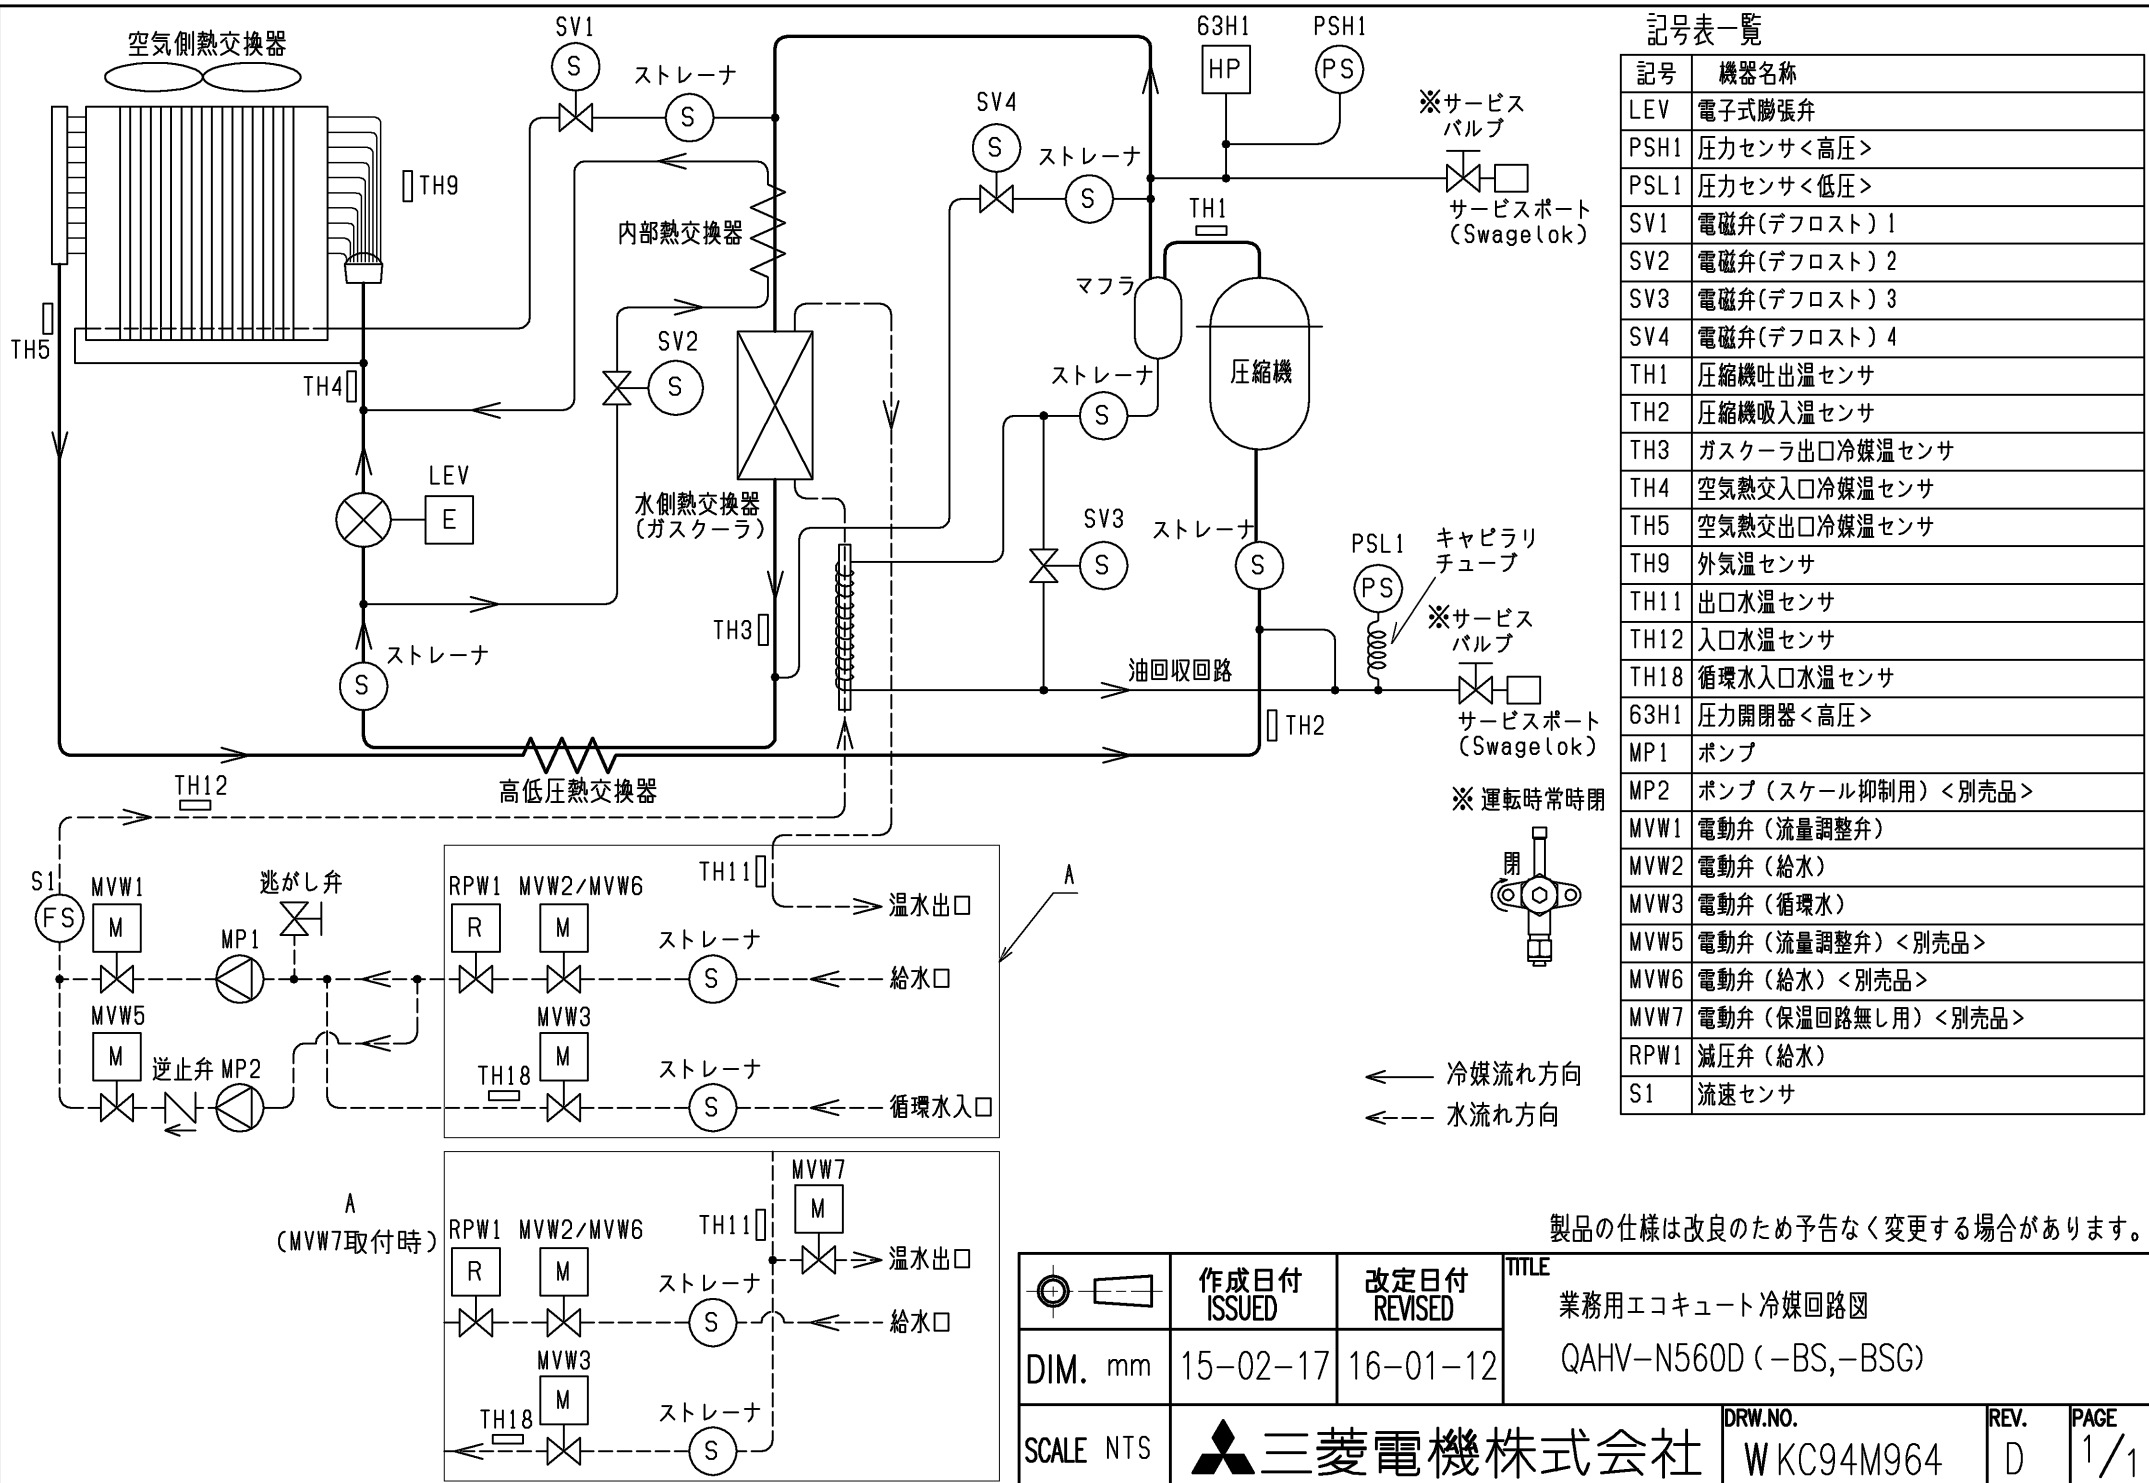 空気側熱交換器
SV1
S
ストレーナ
S
63H1
HP
PSH1
PS
SV4
S
ストレーナ
S
※サービス
バルブ
サービスポート
(Swagelok)
TH9
内部熱交換器
TH1
マフラ
圧縮機
TH5
TH4
SV2
S
ストレーナ
S
LEV
E
水側熱交換器
(ガスクーラ)
SV3
S
ストレーナ
S
PSL1
PS
キャピラリ
チューブ
※サービス
バルブ
TH3
ストレーナ
S
油回収回路
TH2
サービスポート
(Swagelok)
高低圧熱交換器
※ 運転時常時閉
閉
TH12
S1
FS
MVW1
M
逃がし弁
MP1
MVW5
M
逆止弁 MP2
RPW1 MVW2/MVW6
R
M
TH11
温水出口
A
ストレーナ
S
給水口
MVW3
M
TH18
ストレーナ
S
循環水入口
冷媒流れ方向
水流れ方向
A
(MVW7取付時)
RPW1 MVW2/MVW6
R
M
TH11
MVW7
M
温水出口
ストレーナ
S
給水口
MVW3
M
TH18
ストレーナ
S
記号表一覧
記号 機器名称
LEV 電子式膨張弁
PSH1 圧力センサ<高圧>
PSL1 圧力センサ<低圧>
SV1 電磁弁(デフロスト)1
SV2 電磁弁(デフロスト)2
SV3 電磁弁(デフロスト)3
SV4 電磁弁(デフロスト)4
TH1 圧縮機吐出温センサ
TH2 圧縮機吸入温センサ
TH3 ガスクーラ出口冷媒温センサ
TH4 空気熱交入口冷媒温センサ
TH5 空気熱交出口冷媒温センサ
TH9 外気温センサ
TH11 出口水温センサ
TH12 入口水温センサ
TH18 循環水入口水温センサ
63H1 圧力開閉器<高圧>
MP1 ポンプ
MP2 ポンプ(スケール抑制用)<別売品>
MVW1 電動弁(流量調整弁)
MVW2 電動弁(給水)
MVW3 電動弁(循環水)
MVW5 電動弁(流量調整弁)<別売品>
MVW6 電動弁(給水)<別売品>
MVW7 電動弁(保温回路無し用)<別売品>
RPW1 減圧弁(給水)
S1 流速センサ
製品の仕様は改良のため予告なく変更する場合があります。
作成日付
ISSUED
改定日付
REVISED
TITLE
業務用エコキュート冷媒回路図
QAHV-N560D(-BS,-BSG)
DIM. mm
15-02-17
16-01-12
SCALE NTS
三菱電機株式会社
DRW.NO.
WKC94M964
REV.
D
PAGE
1/1